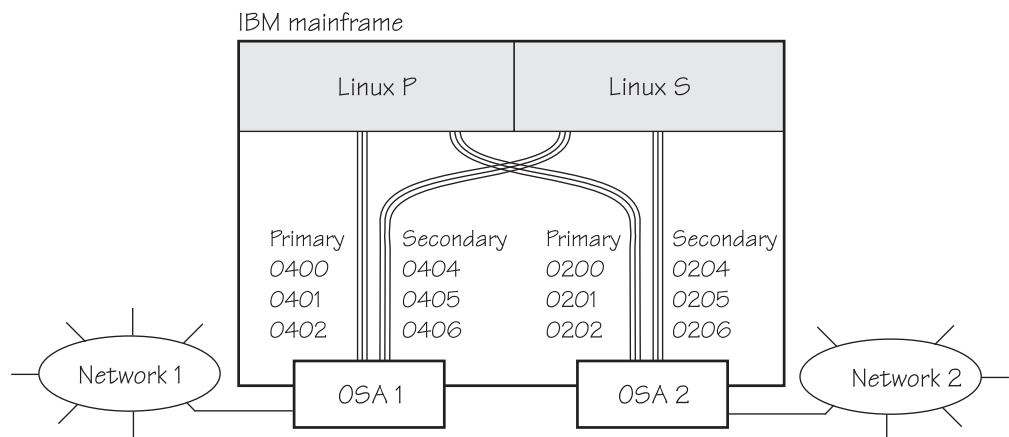 IBM mainframe
Linux P
Linux S
Primary
0400
0401
0402
Secondary
0404
0405
0406
Primary
0200
0201
0202
Secondary
0204
0205
0206
Network 1
OSA 1
OSA 2
Network 2